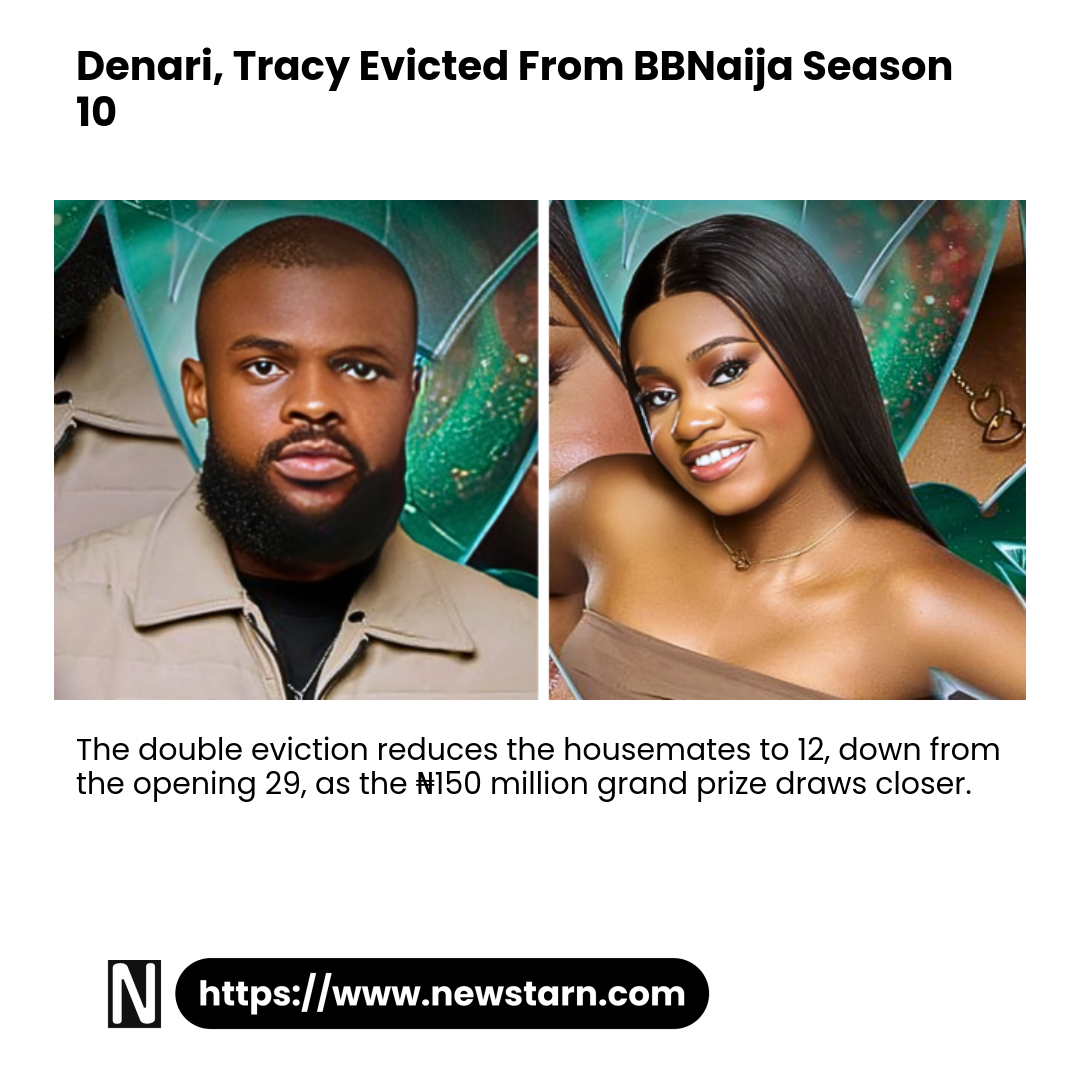 Denari, Tracy Evicted From BBNaija Season
10
The double eviction reduces the housemates to 12, down from
the opening 29, as the ₦150 million grand prize draws closer.
N
https://www.newstarn.com